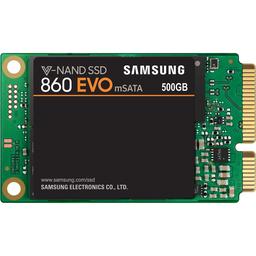 V-NAND SSD
860 EVO mSATA
SAMSUNG
500GB
www.samsung.com/ssd
SAMSUNG ELECTRONICS CO., LTD.